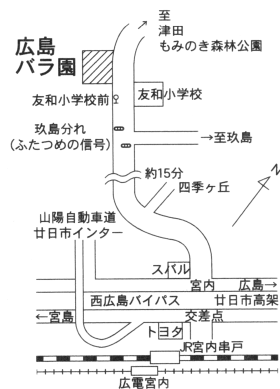 至
津田
もみのき森林公園
広島
バラ園
友和小学校前
友和小学校
玖島分れ
(ふたつめの信号)
→至玖島
約15分
四季ヶ丘
N
山陽自動車道
廿日市インター
スバル
宮内
広島→
西広島バイパス
廿日市高架
←宮島
交差点
トヨタ
JR宮内串戸
広電宮内